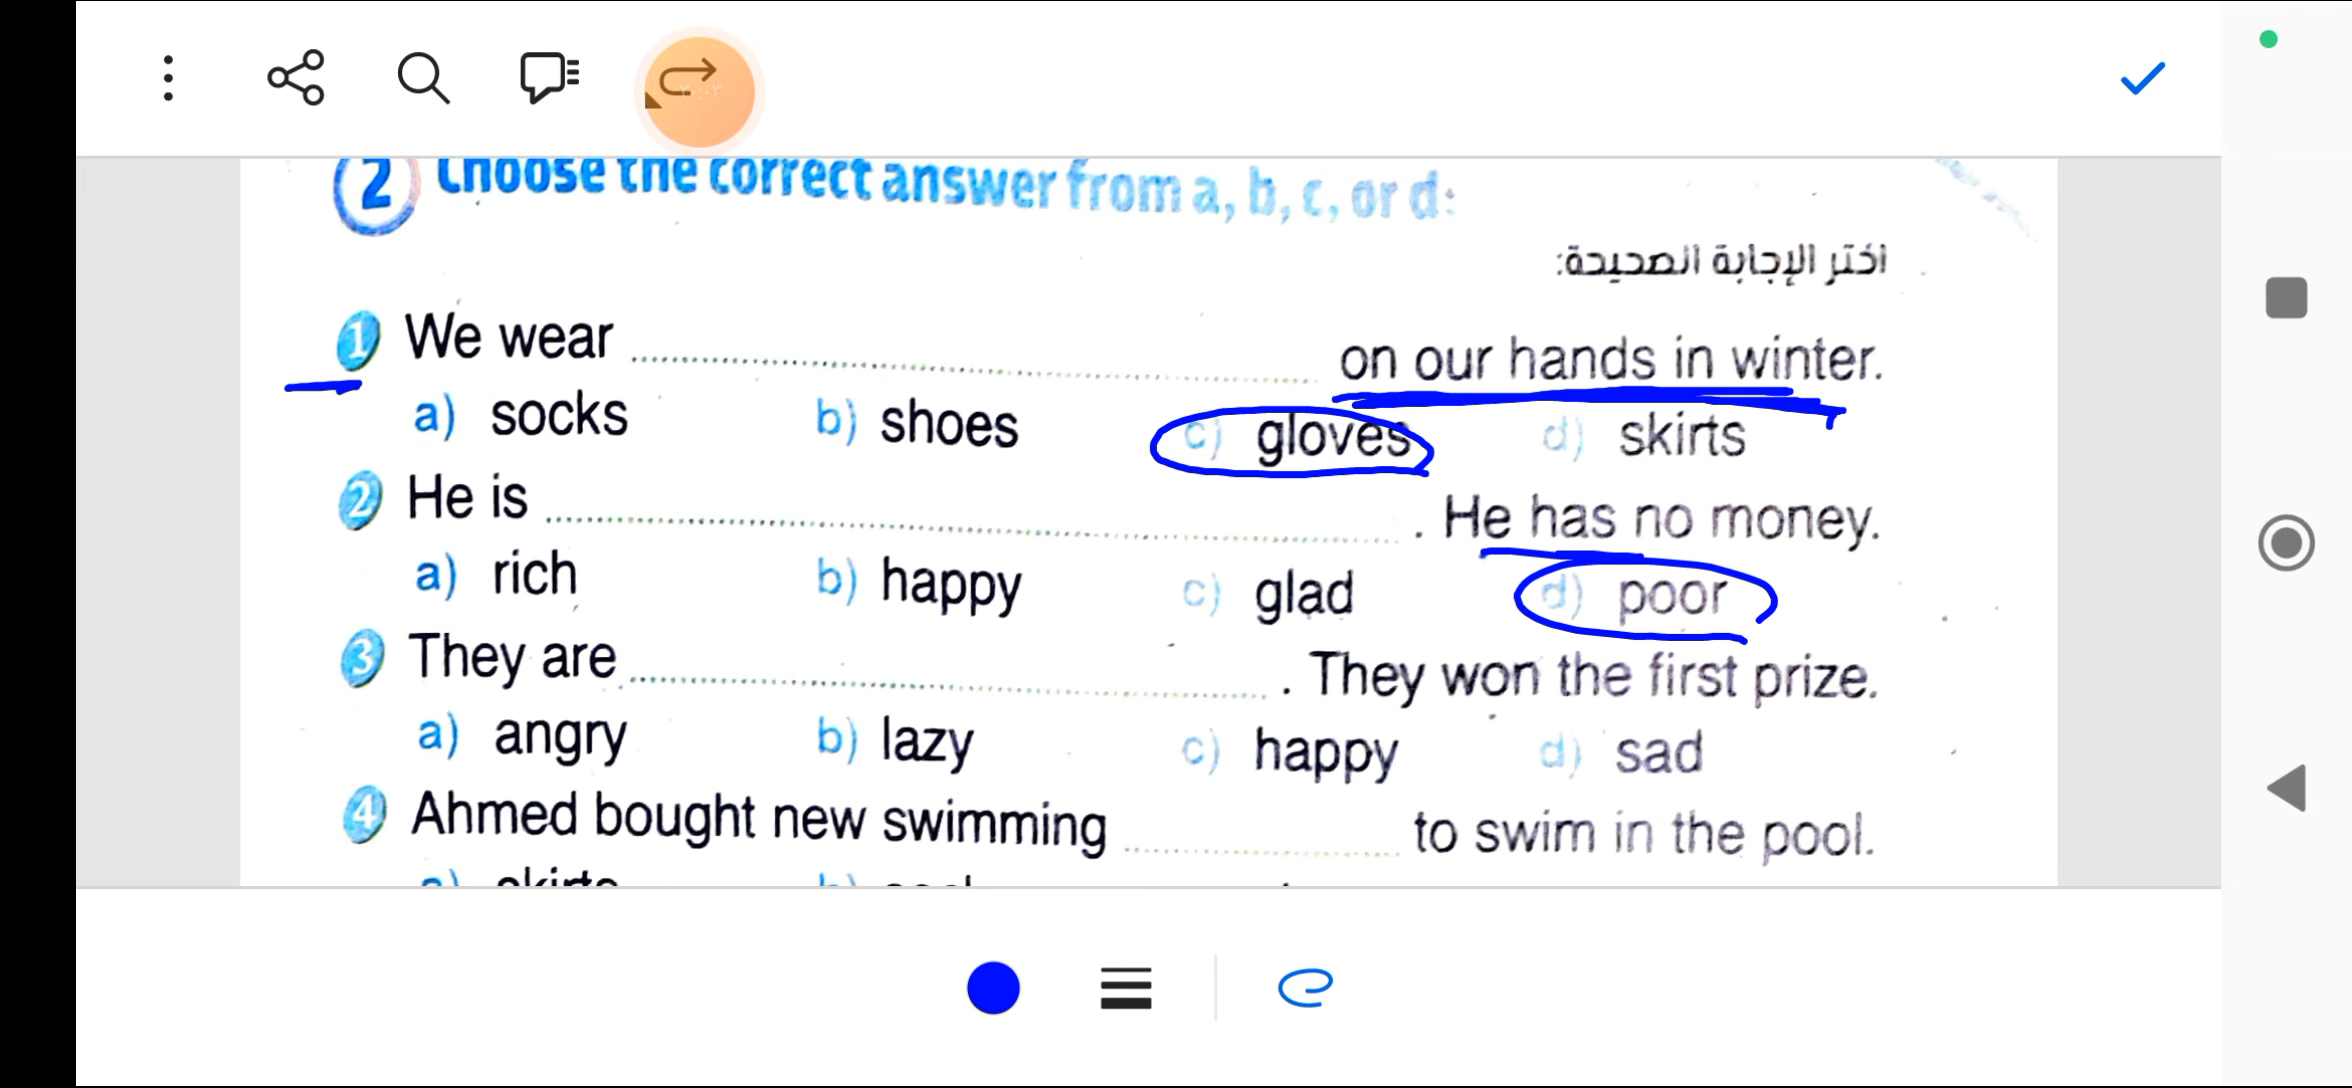 2 Choose the correct answer from a, b, c, or d:
اختر الإجابة الصحيحة:
1 We wear ........ on our hands in winter.
a) socks b) shoes c) gloves d) skirts
2 He is ........ . He has no money.
a) rich b) happy c) glad d) poor
3 They are ........ . They won the first prize.
a) angry b) lazy c) happy d) sad
4 Ahmed bought new swimming ........ to swim in the pool.
a) skirts b)